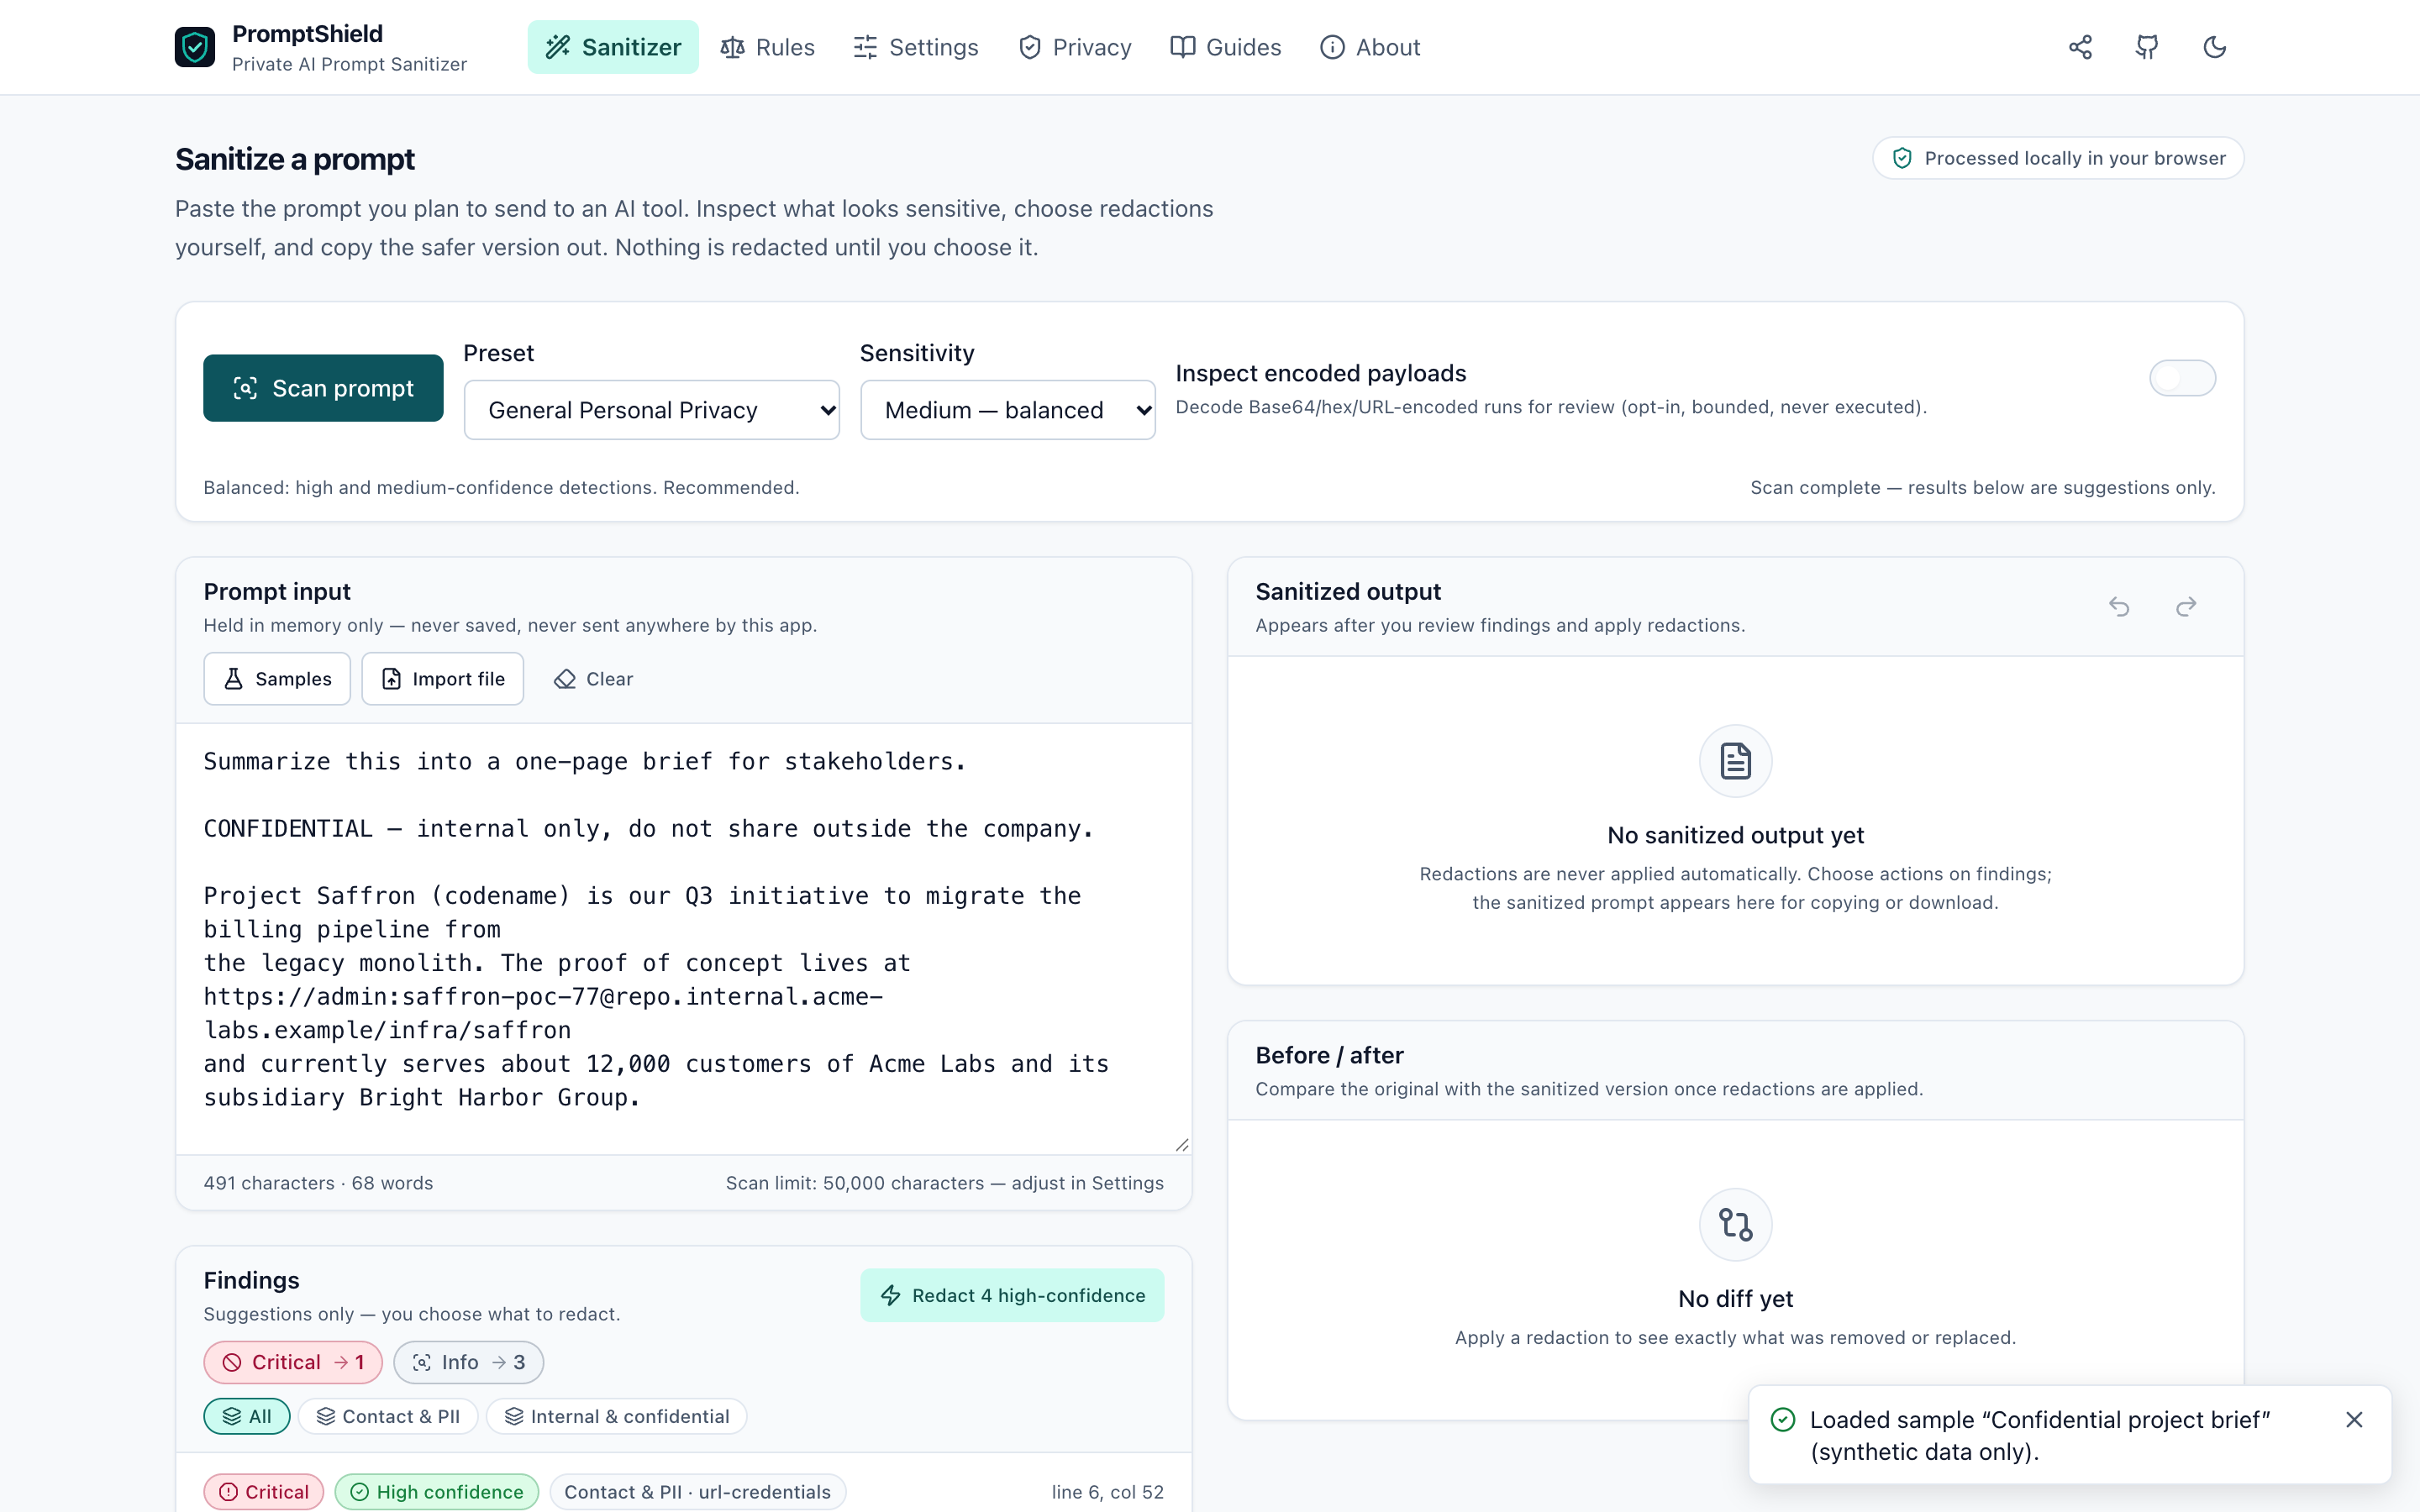 PromptShield
Private AI Prompt Sanitizer
Sanitizer
Rules
Settings
Privacy
Guides
About
Sanitize a prompt
Processed locally in your browser
Paste the prompt you plan to send to an AI tool. Inspect what looks sensitive, choose redactions
yourself, and copy the safer version out. Nothing is redacted until you choose it.
Scan prompt
Preset
General Personal Privacy
Sensitivity
Medium — balanced
Inspect encoded payloads
Decode Base64/hex/URL-encoded runs for review (opt-in, bounded, never executed).
Balanced: high and medium-confidence detections. Recommended.
Scan complete — results below are suggestions only.
Prompt input
Held in memory only — never saved, never sent anywhere by this app.
Samples
Import file
Clear
Summarize this into a one-page brief for stakeholders.
CONFIDENTIAL — internal only, do not share outside the company.
Project Saffron (codename) is our Q3 initiative to migrate the
billing pipeline from
the legacy monolith. The proof of concept lives at
https://admin:saffron-poc-77@repo.internal.acme-
labs.example/infra/saffron
and currently serves about 12,000 customers of Acme Labs and its
subsidiary Bright Harbor Group.
491 characters · 68 words
Scan limit: 50,000 characters — adjust in Settings
Findings
Suggestions only — you choose what to redact.
Redact 4 high-confidence
Critical → 1
Info → 3
All
Contact & PII
Internal & confidential
Critical
High confidence
Contact & PII · url-credentials
line 6, col 52
Sanitized output
Appears after you review findings and apply redactions.
No sanitized output yet
Redactions are never applied automatically. Choose actions on findings;
the sanitized prompt appears here for copying or download.
Before / after
Compare the original with the sanitized version once redactions are applied.
No diff yet
Apply a redaction to see exactly what was removed or replaced.
Loaded sample “Confidential project brief”
(synthetic data only).